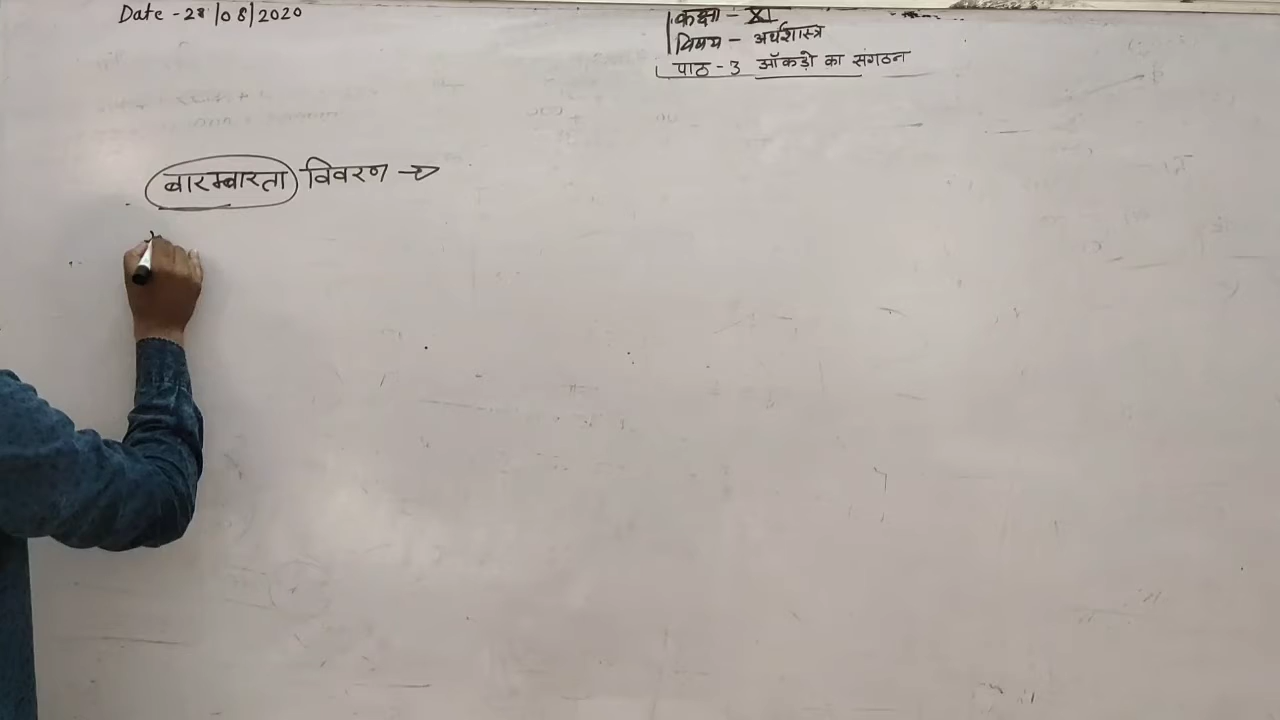 Date - 28/08/2020
कक्षा - XI
विषय - अर्थशास्त्र
पाठ - 3 आँकड़ो का संगठन
बारम्बारता विवरण →